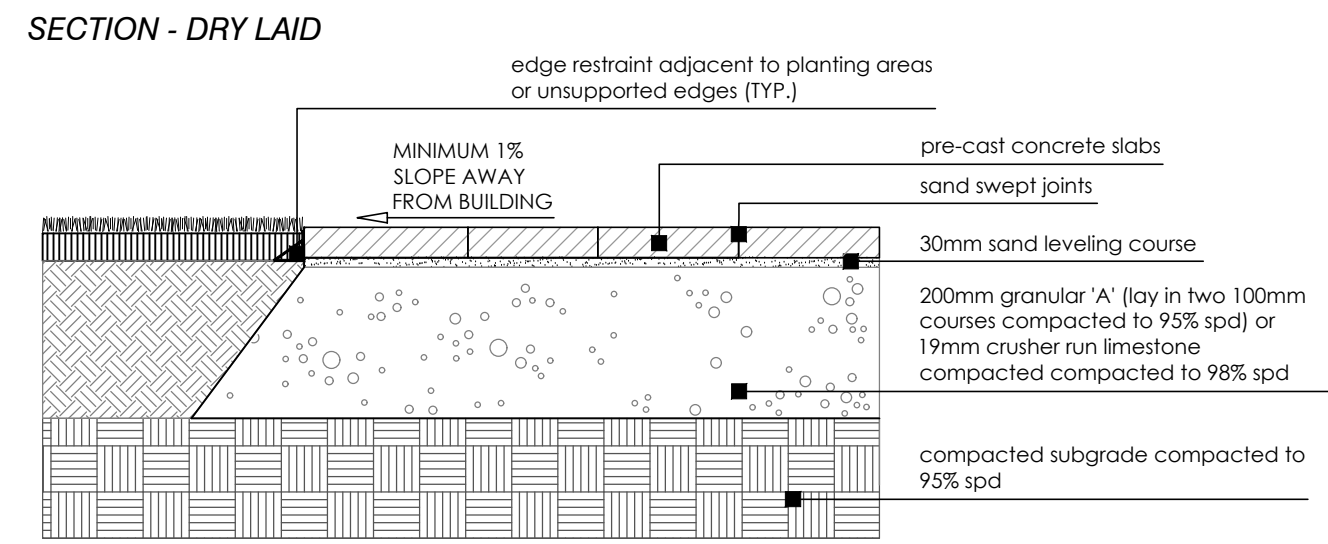 SECTION - DRY LAID
edge restraint adjacent to planting areas
or unsupported edges (TYP.)
MINIMUM 1%
SLOPE AWAY
FROM BUILDING
pre-cast concrete slabs
sand swept joints
30mm sand leveling course
200mm granular 'A' (lay in two 100mm
courses compacted to 95% spd) or
19mm crusher run limestone
compacted compacted to 98% spd
compacted subgrade compacted to
95% spd